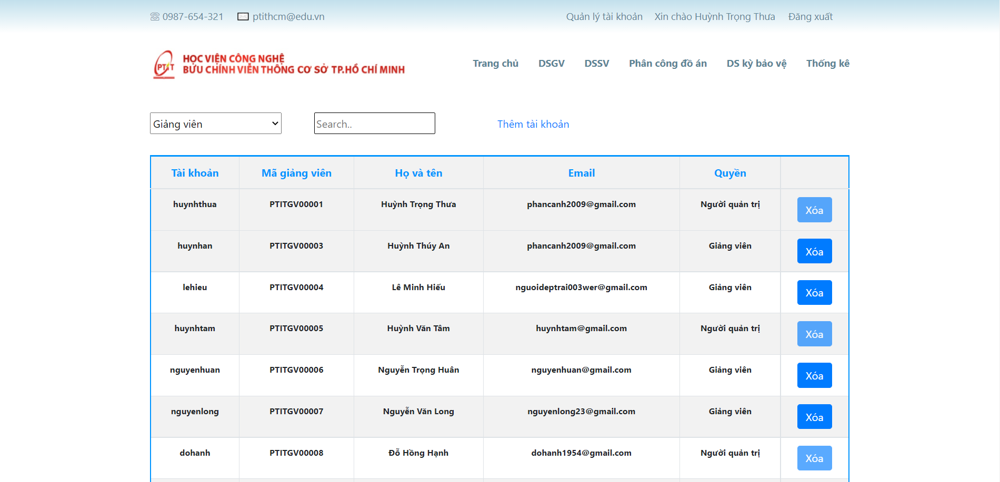 0987-654-321 ptithcm@edu.vn Quản lý tài khoản Xin chào Huỳnh Trọng Thưa Đăng xuất
PTIT HỌC VIỆN CÔNG NGHỆ
BƯU CHÍNH VIỄN THÔNG CƠ SỞ TP.HỒ CHÍ MINH
Trang chủ DSGV DSSV Phân công đồ án DS kỳ bảo vệ Thống kê
Giảng viên Search.. Thêm tài khoản
Tài khoản Mã giảng viên Họ và tên Email Quyền
huynhthua PTITGV00001 Huỳnh Trọng Thưa phancanh2009@gmail.com Người quản trị Xóa
huynhan PTITGV00003 Huỳnh Thúy An phancanh2009@gmail.com Giảng viên Xóa
lehieu PTITGV00004 Lê Minh Hiếu nguoideptrai003wer@gmail.com Giảng viên Xóa
huynhtam PTITGV00005 Huỳnh Văn Tâm huynhtam@gmail.com Người quản trị Xóa
nguyenhuan PTITGV00006 Nguyễn Trọng Huân nguyenhuan@gmail.com Giảng viên Xóa
nguyenlong PTITGV00007 Nguyễn Văn Long nguyenlong23@gmail.com Giảng viên Xóa
dohanh PTITGV00008 Đỗ Hồng Hạnh dohanh1954@gmail.com Người quản trị Xóa